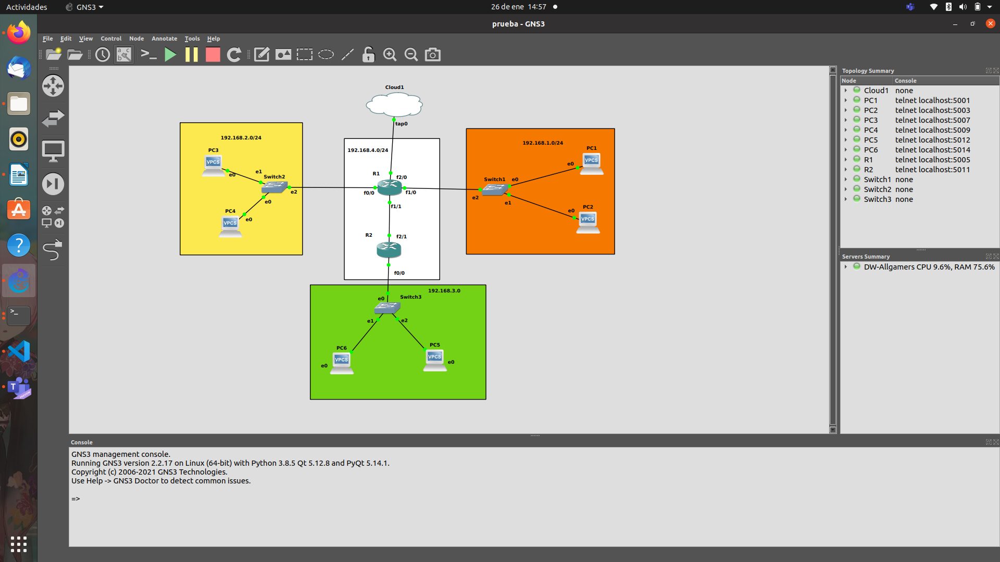 Actividades
GNS3
26 de ene 14:57
prueba - GNS3
File Edit View Control Node Annotate Tools Help
Cloud1
tap0
192.168.2.0/24
PC3
VPCS
e0
e1
Switch2
e2
e0
PC4
VPCS
e0
192.168.4.0/24
R1
f2/0
f0/0
f1/0
f1/1
R2
f2/1
f0/0
192.168.1.0/24
PC1
VPCS
e0
Switch1
e0
e2
e1
PC2
e0
VPCS
192.168.3.0
e0
Switch3
e1
e2
PC6
VPCS
e0
PC5
VPCS
e0
Topology Summary
Node Console
Cloud1 none
PC1 telnet localhost:5001
PC2 telnet localhost:5003
PC3 telnet localhost:5007
PC4 telnet localhost:5009
PC5 telnet localhost:5012
PC6 telnet localhost:5014
R1 telnet localhost:5005
R2 telnet localhost:5011
Switch1 none
Switch2 none
Switch3 none
Servers Summary
DW-Allgamers CPU 9.6%, RAM 75.6%
Console
GNS3 management console.
Running GNS3 version 2.2.17 on Linux (64-bit) with Python 3.8.5 Qt 5.12.8 and PyQt 5.14.1.
Copyright (c) 2006-2021 GNS3 Technologies.
Use Help -> GNS3 Doctor to detect common issues.
=>